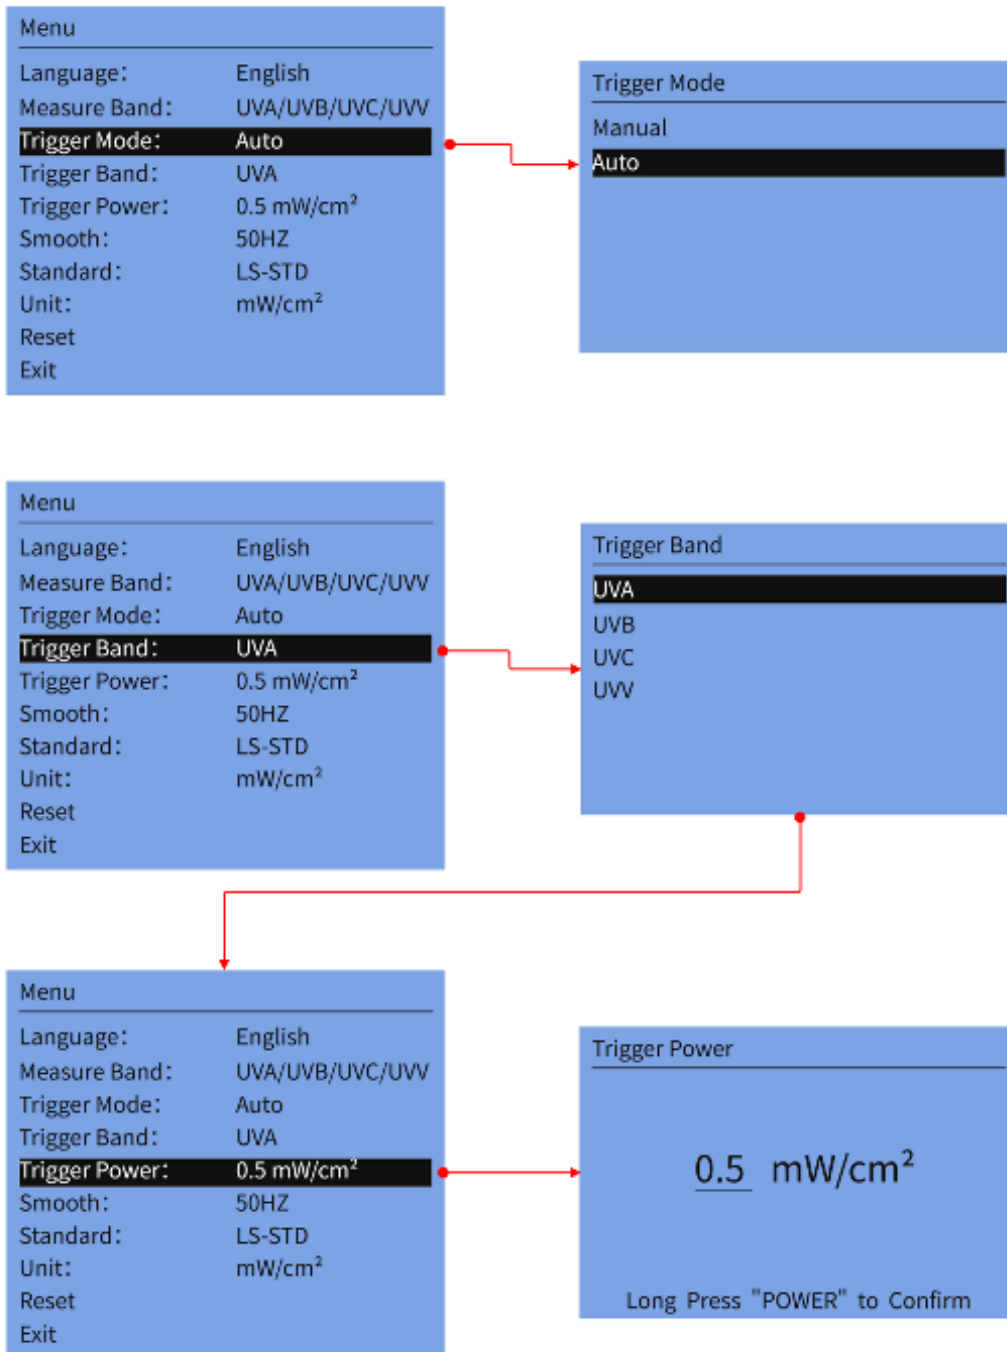 Menu
Language: English
Measure Band: UVA/UVB/UVC/UVV
Trigger Mode: Auto
Trigger Band: UVA
Trigger Power: 0.5 mW/cm²
Smooth: 50HZ
Standard: LS-STD
Unit: mW/cm²
Reset
Exit
Trigger Mode
Manual
Auto
Menu
Language: English
Measure Band: UVA/UVB/UVC/UVV
Trigger Mode: Auto
Trigger Band: UVA
Trigger Power: 0.5 mW/cm²
Smooth: 50HZ
Standard: LS-STD
Unit: mW/cm²
Reset
Exit
Trigger Band
UVA
UVB
UVC
UVV
Menu
Language: English
Measure Band: UVA/UVB/UVC/UVV
Trigger Mode: Auto
Trigger Band: UVA
Trigger Power: 0.5 mW/cm²
Smooth: 50HZ
Standard: LS-STD
Unit: mW/cm²
Reset
Exit
Trigger Power
0.5 mW/cm²
Long Press "POWER" to Confirm